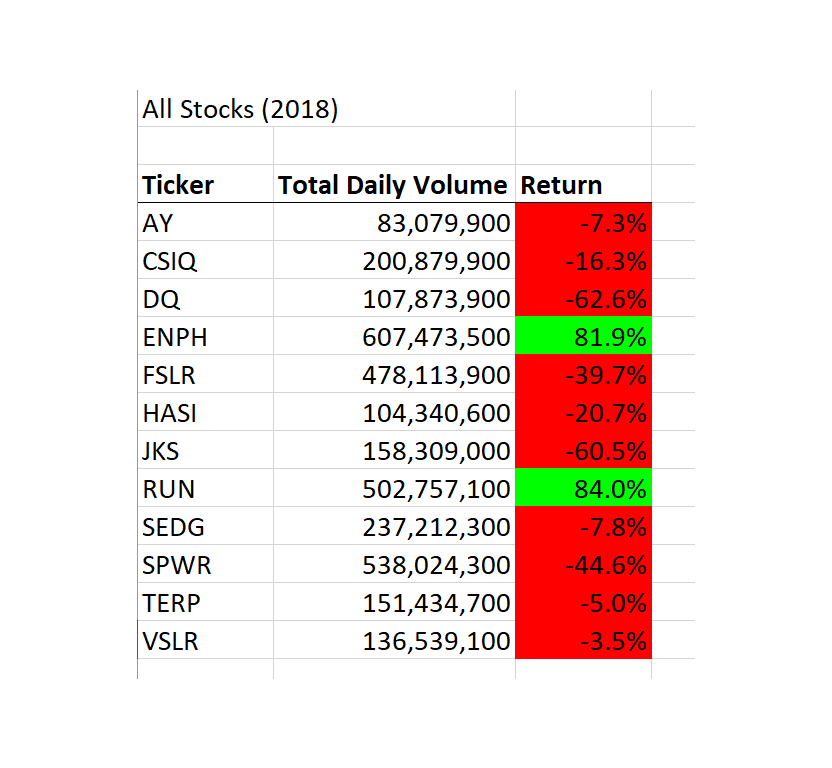 All Stocks (2018)
Ticker Total Daily Volume Return
AY 83,079,900 -7.3%
CSIQ 200,879,900 -16.3%
DQ 107,873,900 -62.6%
ENPH 607,473,500 81.9%
FSLR 478,113,900 -39.7%
HASI 104,340,600 -20.7%
JKS 158,309,000 -60.5%
RUN 502,757,100 84.0%
SEDG 237,212,300 -7.8%
SPWR 538,024,300 -44.6%
TERP 151,434,700 -5.0%
VSLR 136,539,100 -3.5%